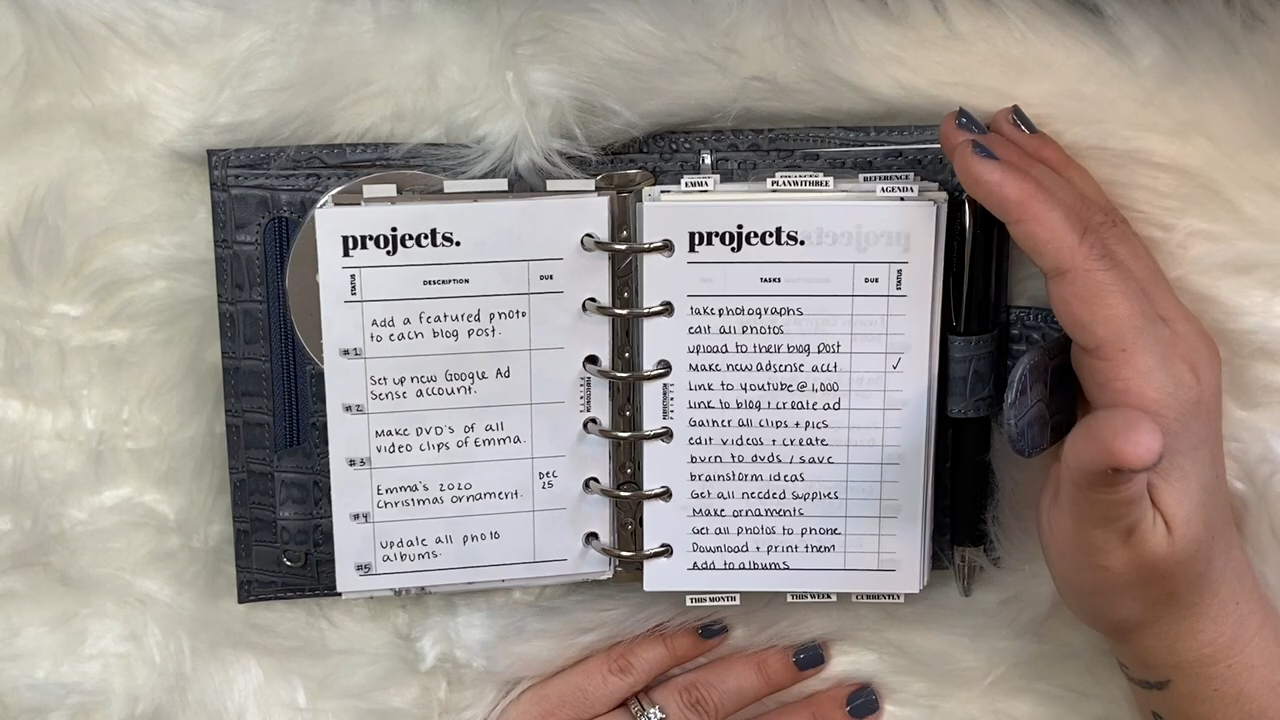 EMMA
PLANWITHBEE
REFERENCE
AGENDA
projects.
STATUS
DESCRIPTION
DUE
Add a featured photo
to each blog post.
#1
Set up new Google Ad
Sense account.
#2
Make DVD's of all
video clips of Emma.
#3
Emma's 2020
Christmas ornament.
Dec
25
#4
update all photo
albums.
#5
PERFECTIONISM
PRINTS
projects.
TASKS
DUE
STATUS
take photographs
edit all photos
upload to their blog post
Make new adsense acct.
✓
Link to youtube @ 1,000
Link to blog + create ad
Gather all clips + pics
edit videos + create
burn to dvds / save
brainstorm ideas
Get all needed supplies
Make ornaments
Get all photos to phone
Download + print them
Add to albums
PERFECTIONISM
PRINTS
THIS MONTH
THIS WEEK
CURRENTLY